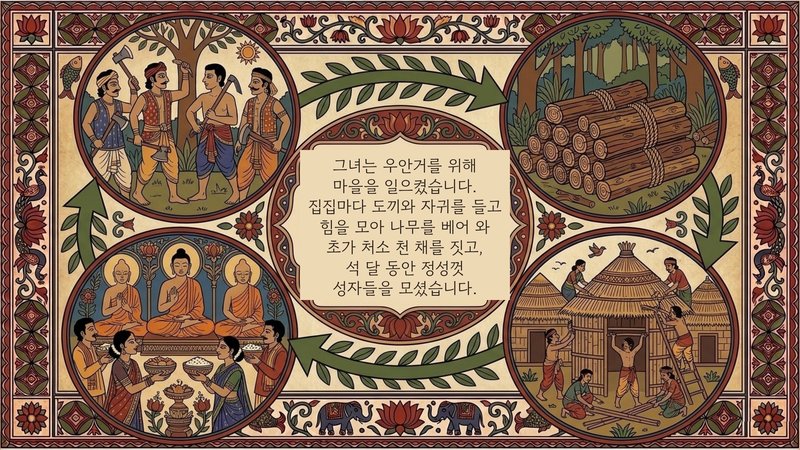 그녀는 우안거를 위해
마을을 일으켰습니다.
집집마다 도끼와 자귀를 들고
힘을 모아 나무를 베어 와
초가 처소 천 채를 짓고,
석 달 동안 정성껏
성자들을 모셨습니다.